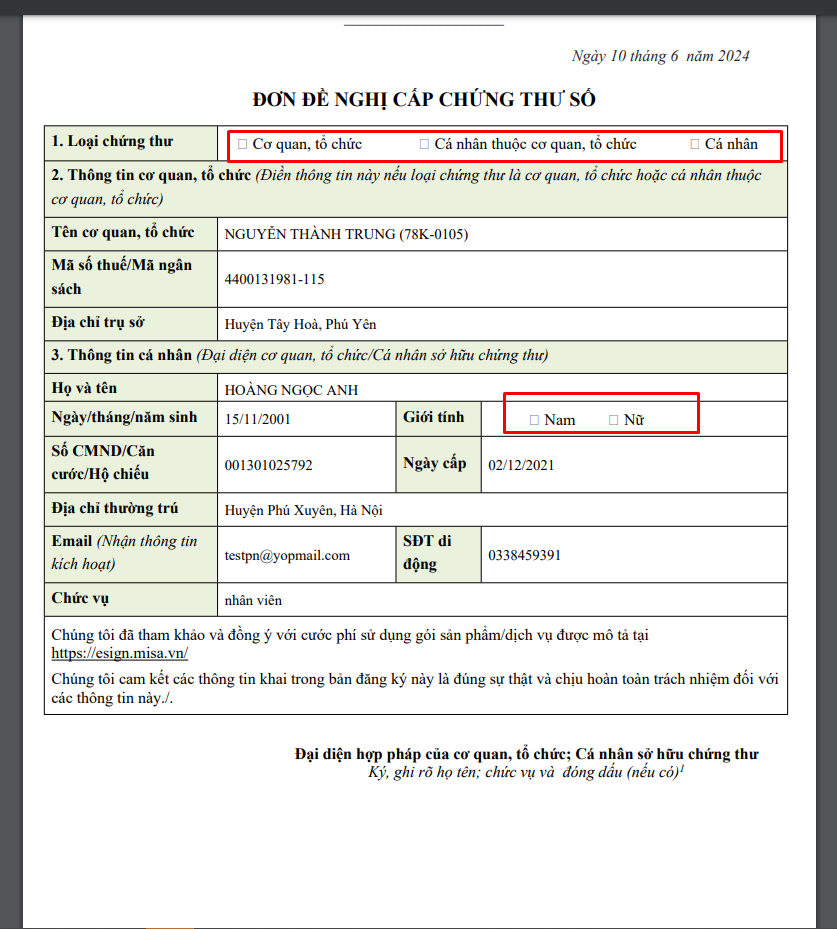 Ngày 10 tháng 6 năm 2024
ĐƠN ĐỀ NGHỊ CẤP CHỨNG THƯ SỐ
1. Loại chứng thư
□ Cơ quan, tổ chức □ Cá nhân thuộc cơ quan, tổ chức □ Cá nhân
2. Thông tin cơ quan, tổ chức (Điền thông tin này nếu loại chứng thư là cơ quan, tổ chức hoặc cá nhân thuộc
cơ quan, tổ chức)
Tên cơ quan, tổ chức
NGUYỄN THÀNH TRUNG (78K-0105)
Mã số thuế/Mã ngân
sách
4400131981-115
Địa chỉ trụ sở
Huyện Tây Hoà, Phú Yên
3. Thông tin cá nhân (Đại diện cơ quan, tổ chức/Cá nhân sở hữu chứng thư)
Họ và tên
HOÀNG NGỌC ANH
Ngày/tháng/năm sinh
15/11/2001
Giới tính
□ Nam □ Nữ
Số CMND/Căn
cước/Hộ chiếu
001301025792
Ngày cấp
02/12/2021
Địa chỉ thường trú
Huyện Phú Xuyên, Hà Nội
Email (Nhận thông tin
kích hoạt)
testpn@yopmail.com
SĐT di
động
0338459391
Chức vụ
nhân viên
Chúng tôi đã tham khảo và đồng ý với cước phí sử dụng gói sản phẩm/dịch vụ được mô tả tại
https://esign.misa.vn/
Chúng tôi cam kết các thông tin khai trong bản đăng ký này là đúng sự thật và chịu hoàn toàn trách nhiệm đối với
các thông tin này./.
Đại diện hợp pháp của cơ quan, tổ chức; Cá nhân sở hữu chứng thư
Ký, ghi rõ họ tên; chức vụ và đóng dấu (nếu có)1